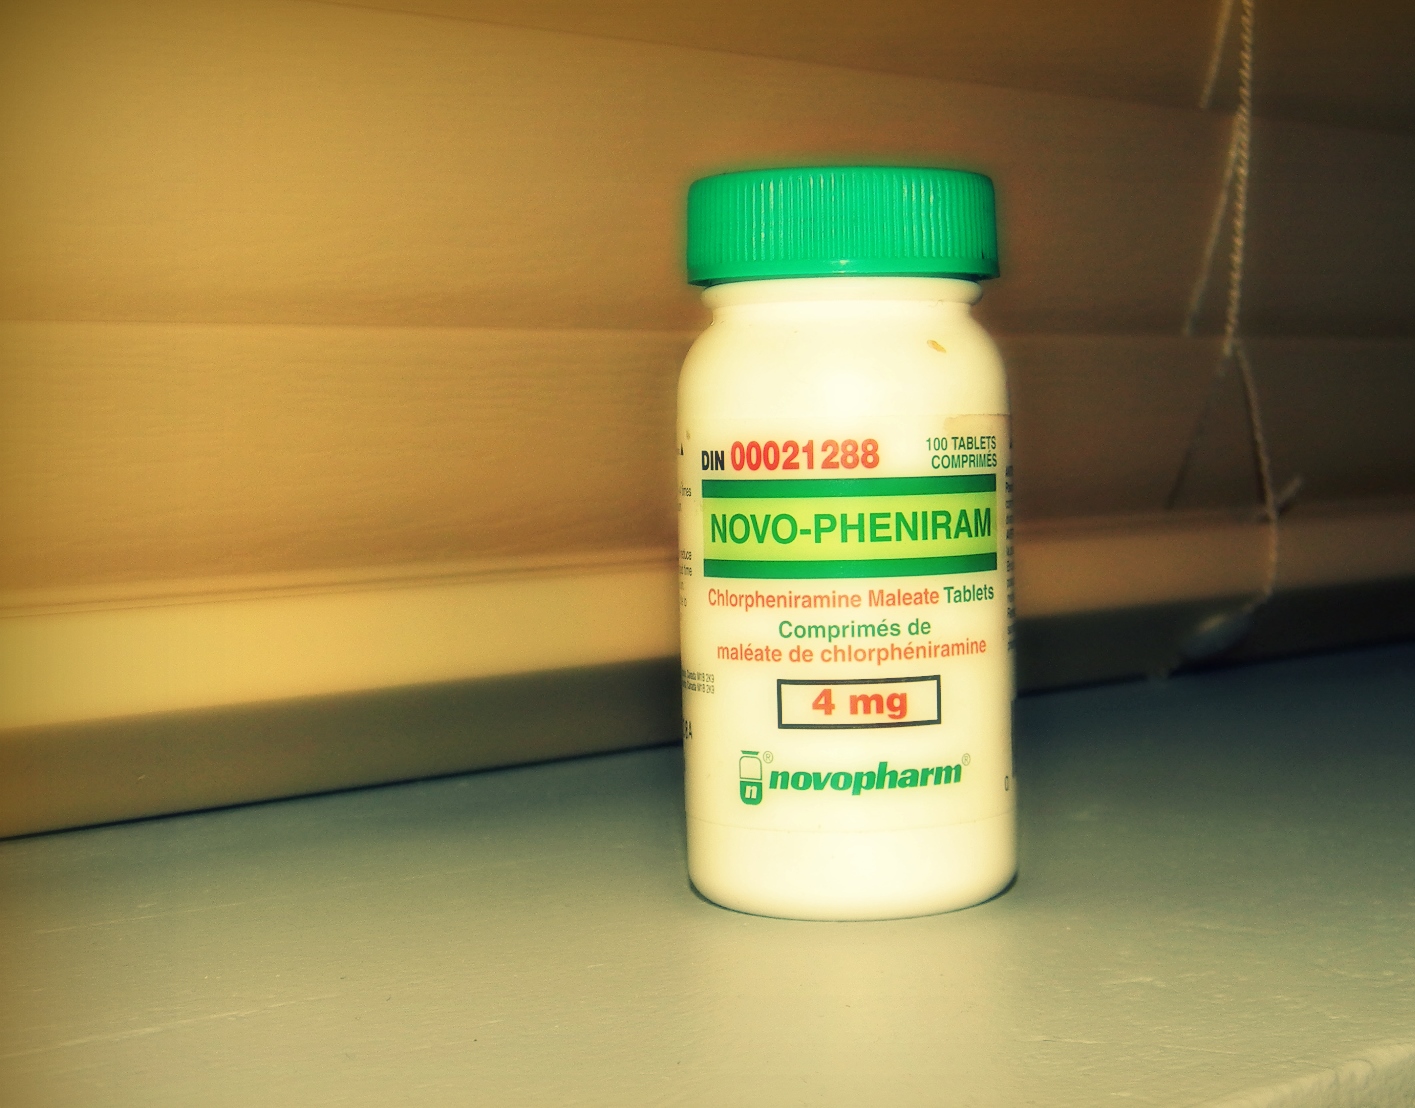 DIN 00021288
100 TABLETS
COMPRIMÉS
NOVO-PHENIRAM
Chlorpheniramine Maleate Tablets
Comprimés de
maléate de chlorphéniramine
4 mg
n® novopharm®